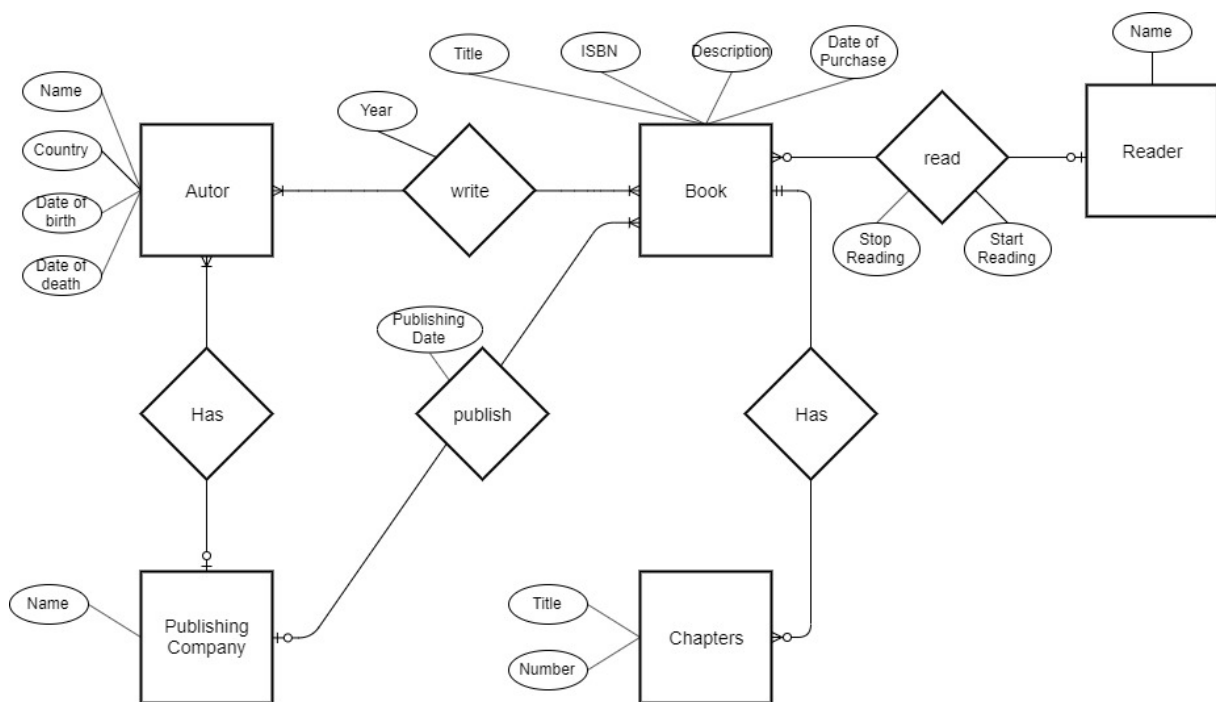 Name
Title
ISBN
Description
Date of
Purchase
Name
Year
Country
Autor
write
Book
read
Reader
Date of
birth
Date of
death
Stop
Reading
Start
Reading
Publishing
Date
Has
publish
Has
Name
Publishing
Company
Title
Number
Chapters